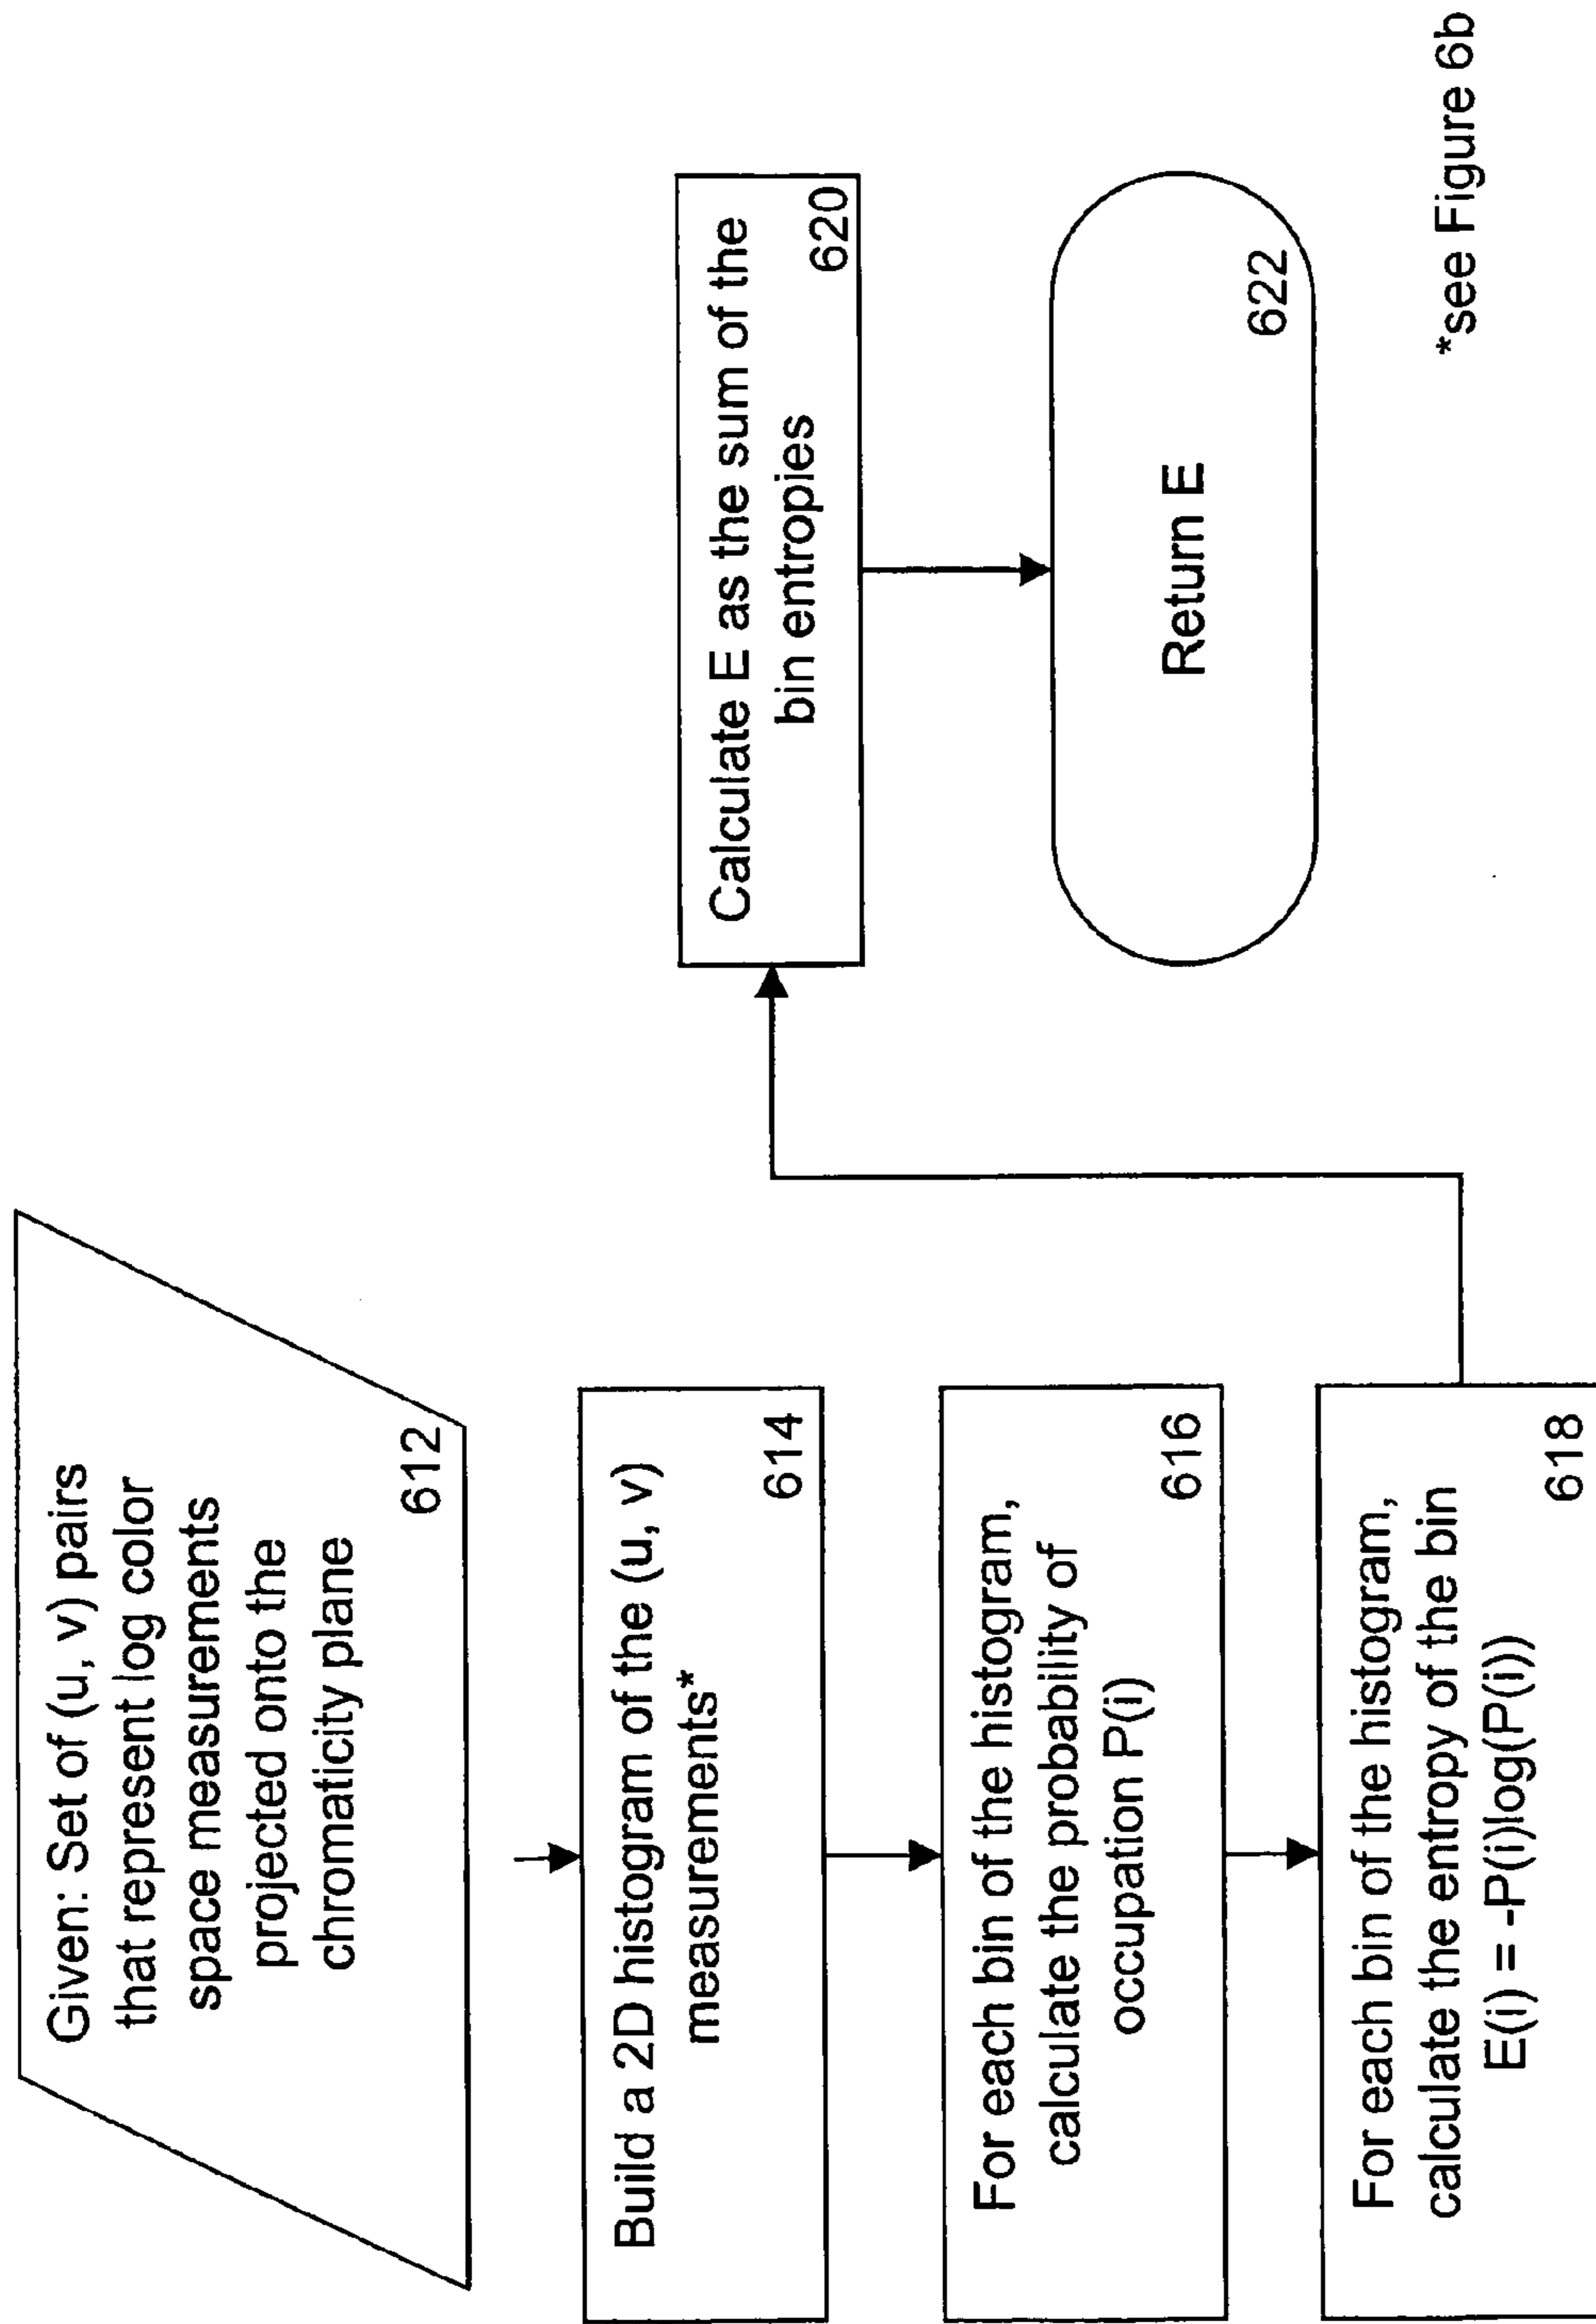 Given: Set of (u, v) pairs
that represent log color
space measurements
projected onto the
chromaticity plane
612
Build a 2D histogram of the (u, v)
measurements*
614
For each bin of the histogram,
calculate the probability of
occupation P(i)
616
For each bin of the histogram,
calculate the entropy of the bin
E(i) = -P(i)log(P(i))
618
Calculate E as the sum of the
bin entropies
620
Return E
622
*see Figure 6b